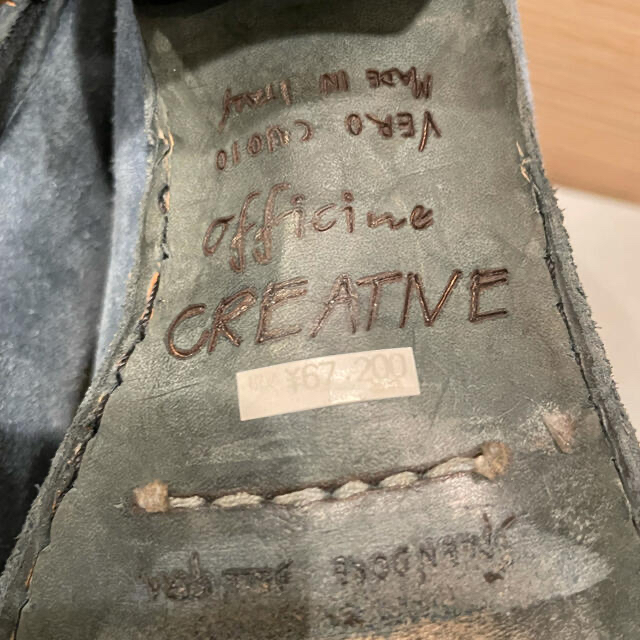 VERO CUOIO
MADE IN Italy
officine
CREATIVE
¥67,200